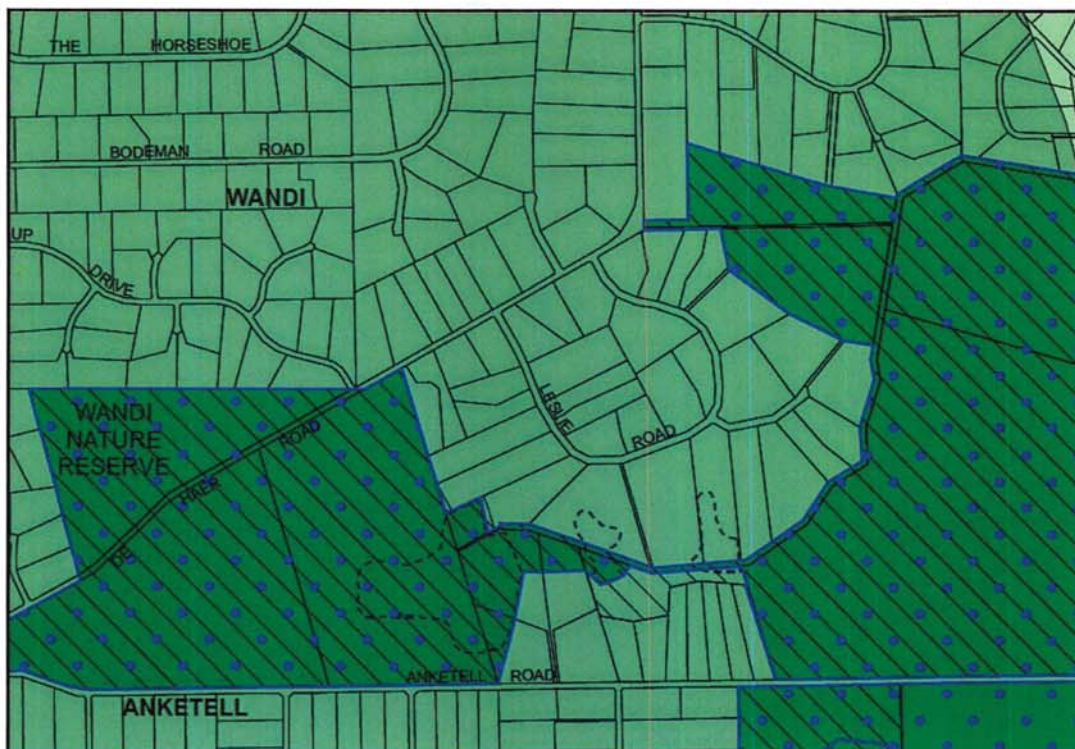 THE HORSESHOE
BODEMAN ROAD
WANDI
UP
DRIVE
WANDI
NATURE
RESERVE
ROAD
HAER
DE
LESLIE
ROAD
ANKETELL ROAD
ANKETELL